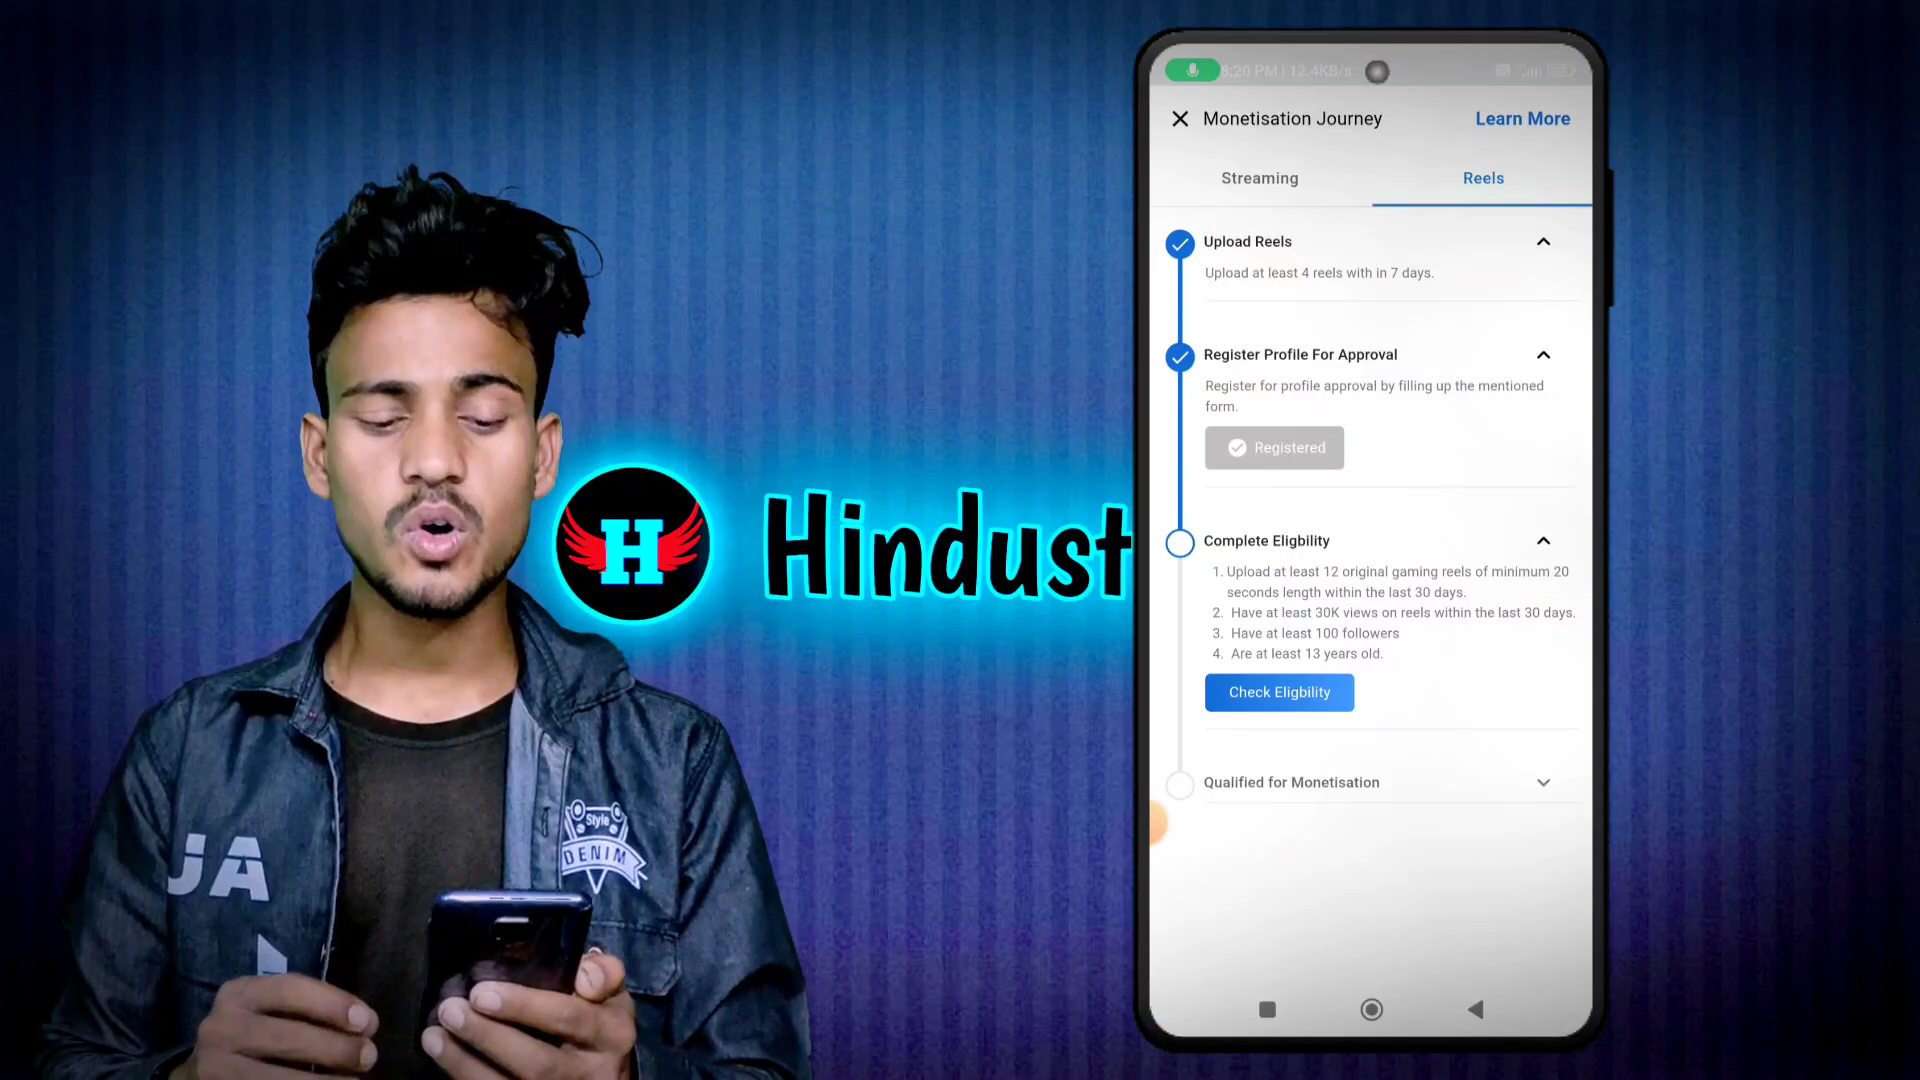 8:20 PM | 12.4KB/s
Monetisation Journey
Learn More
Streaming
Reels
Upload Reels
Upload at least 4 reels with in 7 days.
Register Profile For Approval
Register for profile approval by filling up the mentioned
form.
Registered
Complete Eligbility
1. Upload at least 12 original gaming reels of minimum 20
seconds length within the last 30 days.
2. Have at least 30K views on reels within the last 30 days.
3. Have at least 100 followers
4. Are at least 13 years old.
Check Eligbility
Qualified for Monetisation
H
Hindust
JA
Style
DENIM